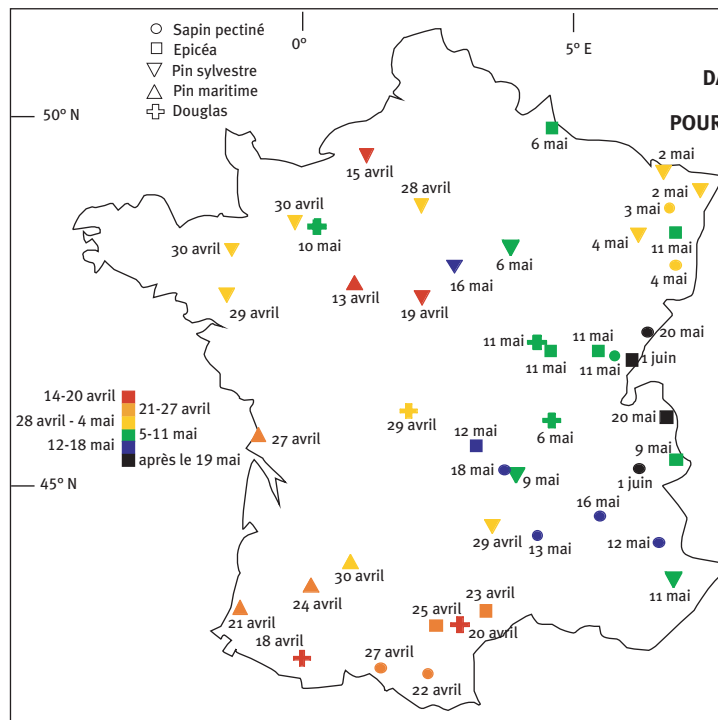 0°
5° E
Sapin pectiné
Epicéa
Pin sylvestre
Pin maritime
Douglas
DA
50° N
POUR
6 mai
2 mai
15 avril
28 avril
2 mai
30 avril
3 mai
10 mai
4 mai
11 mai
30 avril
6 mai
16 mai
4 mai
29 avril
13 avril
19 avril
20 mai
11 mai
11 mai
11 mai
11 mai
1 juin
14-20 avril
21-27 avril
28 avril - 4 mai
5-11 mai
12-18 mai
après le 19 mai
29 avril
20 mai
27 avril
12 mai
6 mai
9 mai
18 mai
9 mai
1 juin
45° N
16 mai
29 avril
13 mai
12 mai
30 avril
24 avril
23 avril
11 mai
21 avril
25 avril
20 avril
18 avril
27 avril
22 avril